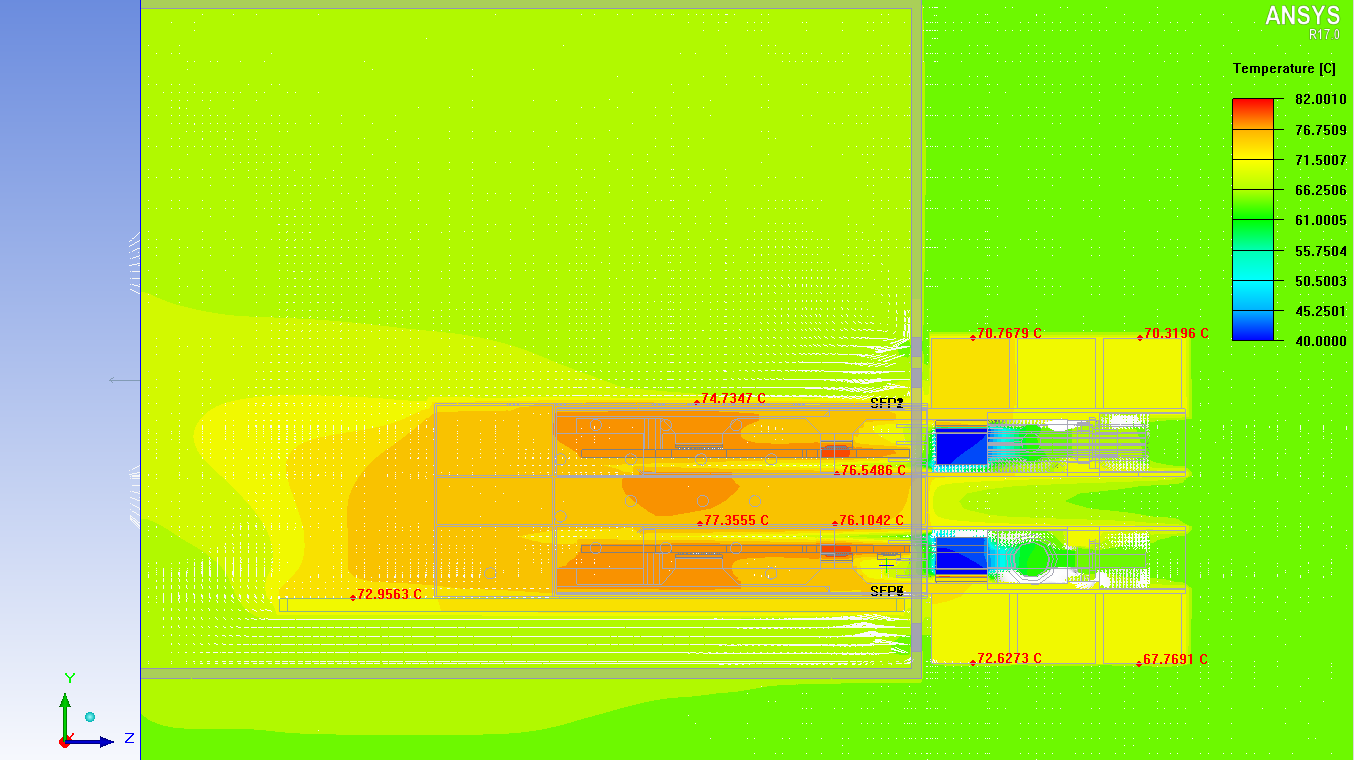 ANSYS
R17.0
Temperature [C]
82.0010
76.7509
71.5007
66.2506
61.0005
55.7504
50.5003
45.2501
40.0000
70.7679 C
70.3196 C
74.7347 C
76.5486 C
77.3555 C
76.1042 C
72.9563 C
72.6273 C
67.7691 C
Y
X
Z